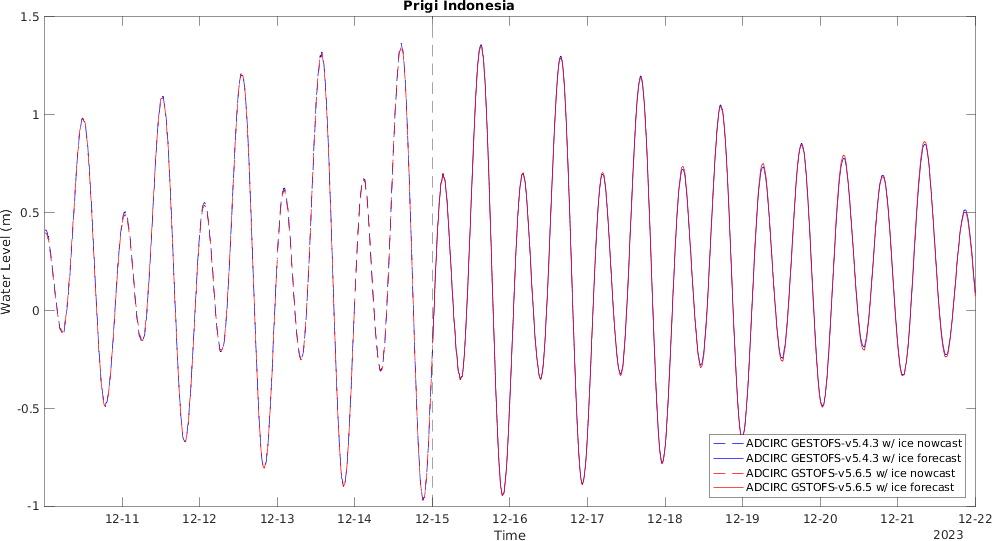 Prigi Indonesia
1.5
1
0.5
0
-0.5
-1
Water Level (m)
12-11 12-12 12-13 12-14 12-15 12-16 12-17 12-18 12-19 12-20 12-21 12-22
Time
2023
ADCIRC GESTOFS-v5.4.3 w/ ice nowcast
ADCIRC GESTOFS-v5.4.3 w/ ice forecast
ADCIRC GSTOFS-v5.6.5 w/ ice nowcast
ADCIRC GSTOFS-v5.6.5 w/ ice forecast